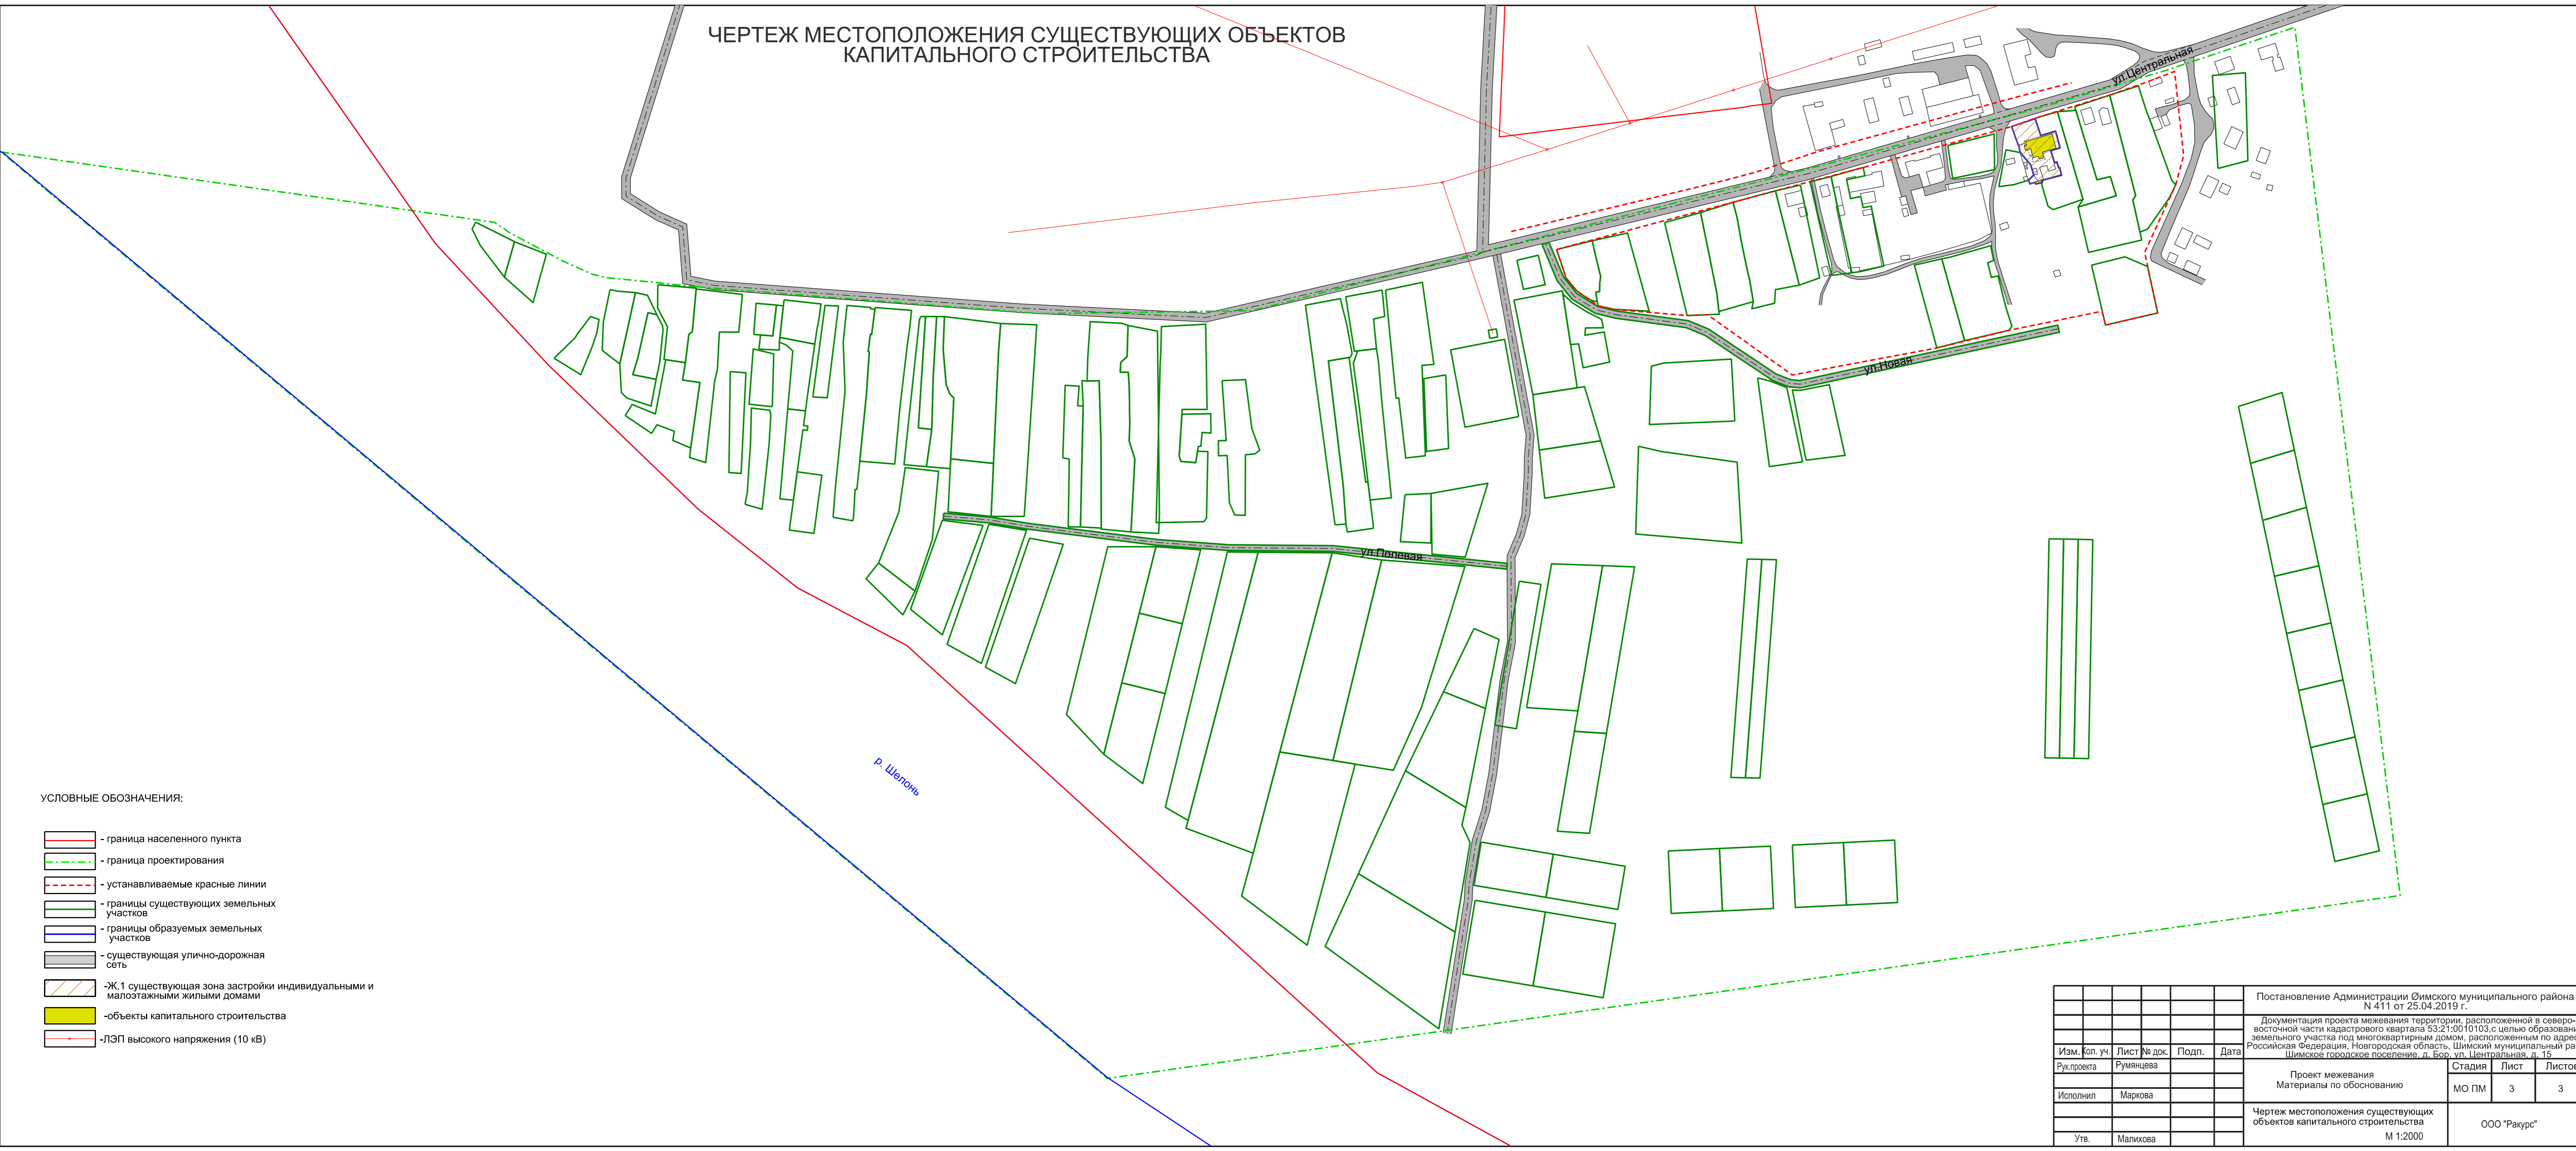 ЧЕРТЕЖ МЕСТОПОЛОЖЕНИЯ СУЩЕСТВУЮЩИХ ОБЪЕКТОВ
КАПИТАЛЬНОГО СТРОИТЕЛЬСТВА
ул.Центральная
ул.Новая
ул.Полевая
р. Шелонь
УСЛОВНЫЕ ОБОЗНАЧЕНИЯ:
- граница населенного пункта
- граница проектирования
- устанавливаемые красные линии
- границы существующих земельных
участков
- границы образуемых земельных
участков
- существующая улично-дорожная
сеть
-Ж.1 существующая зона застройки индивидуальными и
малоэтажными жилыми домами
-объекты капитального строительства
-ЛЭП высокого напряжения (10 кВ)
Постановление Администрации Øимского муниципального района
N 411 от 25.04.2019 г.
Документация проекта межевания территории, расположенной в северо-
восточной части кадастрового квартала 53:21:0010103,с целью образовани
земельного участка под многоквартирным домом, расположенным по адрес
Российская Федерация, Новгородская область, Шимский муниципальный ра
Шимское городское поселение, д. Бор, ул. Центральная, д. 15
Изм. Кол. уч. Лист № док. Подп. Дата
Рук.проекта Румянцева
Исполнил Маркова
Утв. Малихова
Проект межевания
Материалы по обоснованию
Стадия Лист Листов
МО ПМ 3 3
Чертеж местоположения существующих
объектов капитального строительства
М 1:2000
ООО "Ракурс"